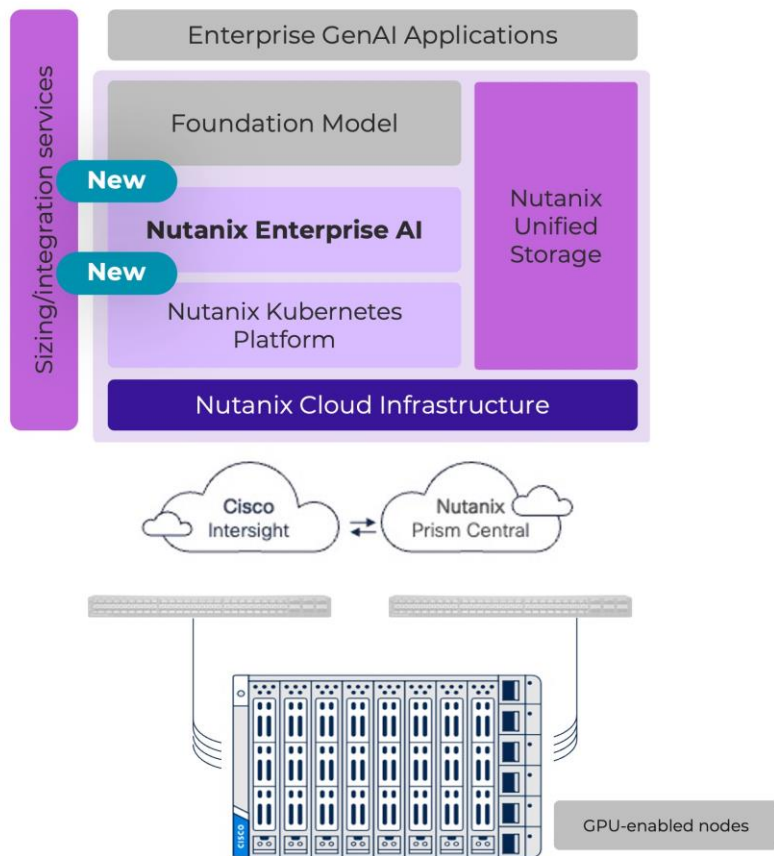 Enterprise GenAI Applications
Sizing/integration services
Foundation Model
New
Nutanix Enterprise AI
New
Nutanix Kubernetes
Platform
Nutanix
Unified
Storage
Nutanix Cloud Infrastructure
Cisco
Intersight
Nutanix
Prism Central
CISCO
GPU-enabled nodes